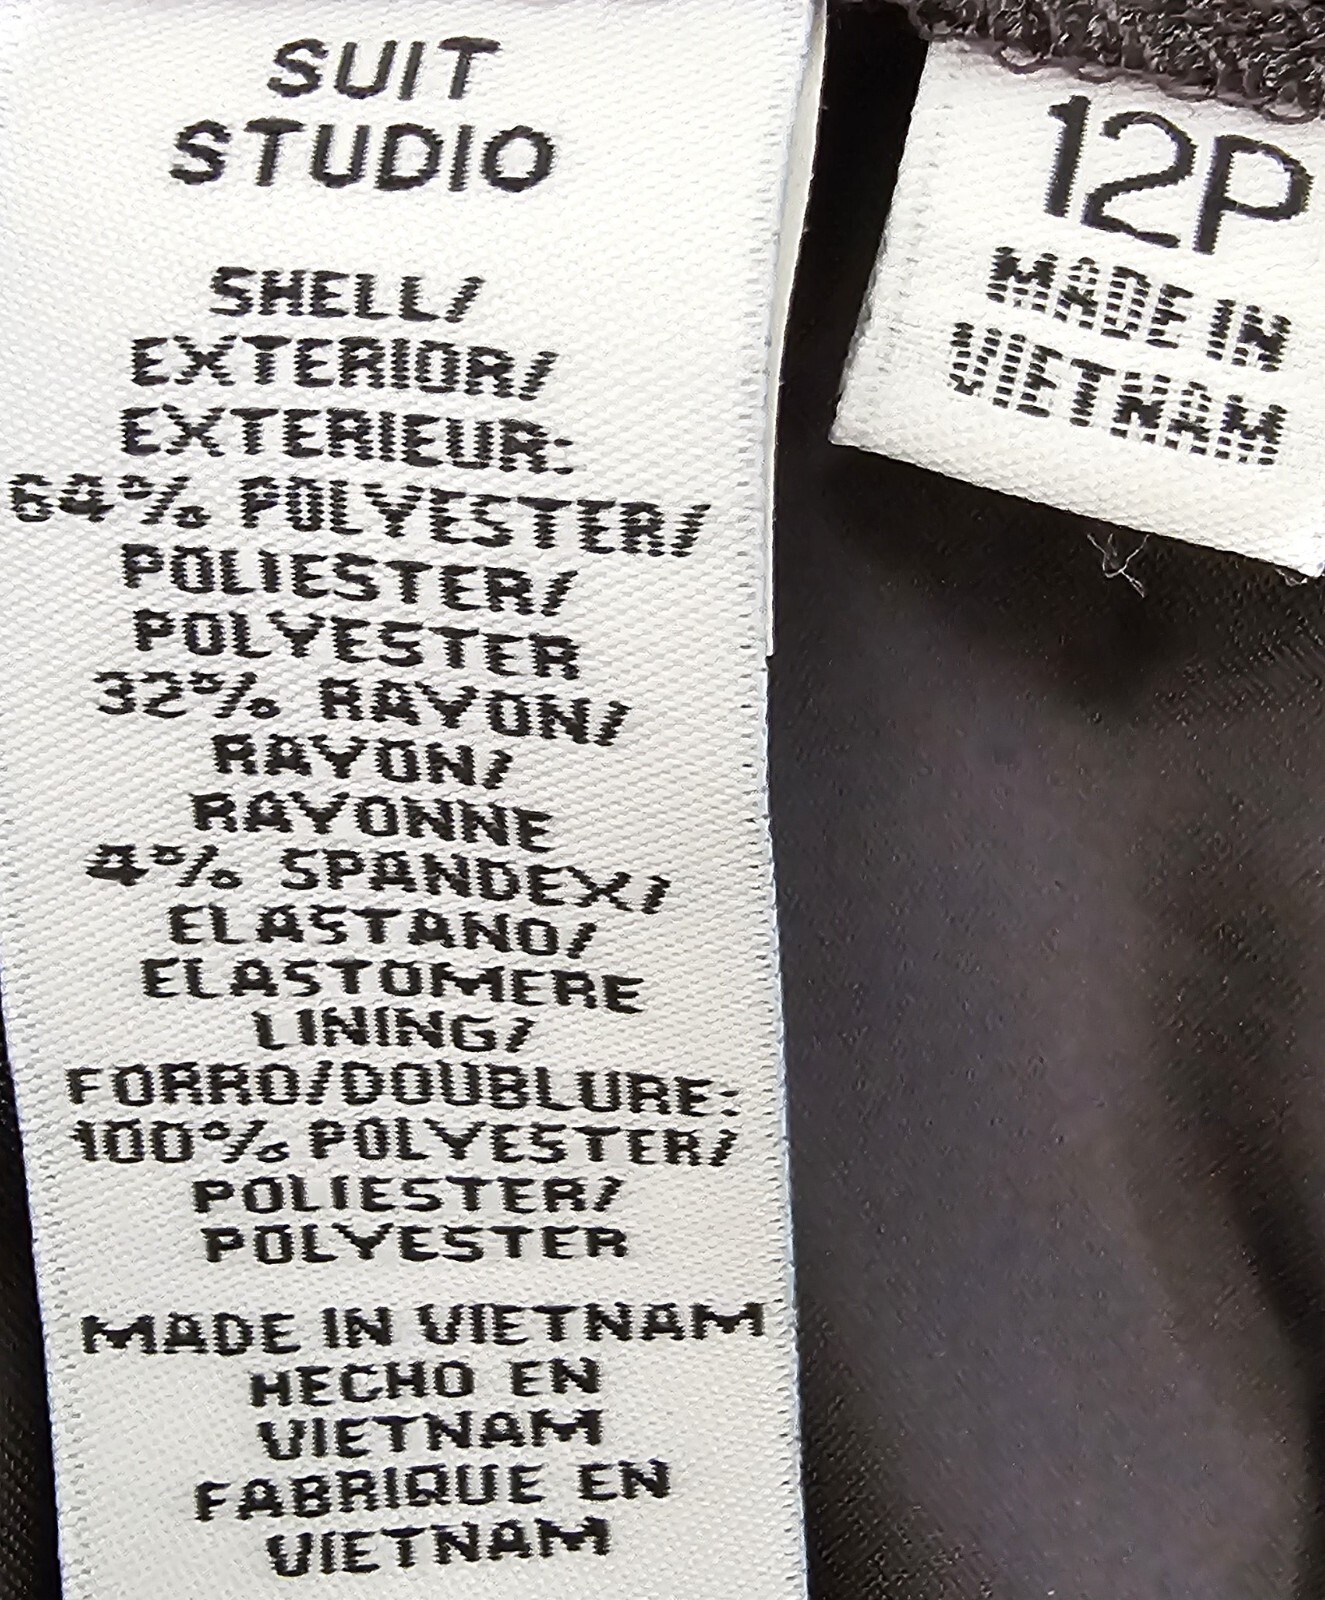 SUIT
STUDIO
SHELL/
EXTERIOR/
EXTERIEUR:
64% POLYESTER/
POLIESTER/
POLYESTER
32% RAYON/
RAYON/
RAYONNE
4% SPANDEX/
ELASTANO/
ELASTOMERE
LINING/
FORRO/DOUBLURE:
100% POLYESTER/
POLIESTER/
POLYESTER
MADE IN VIETNAM
HECHO EN
VIETNAM
FABRIQUE EN
VIETNAM
12P
MADE IN
VIETNAM